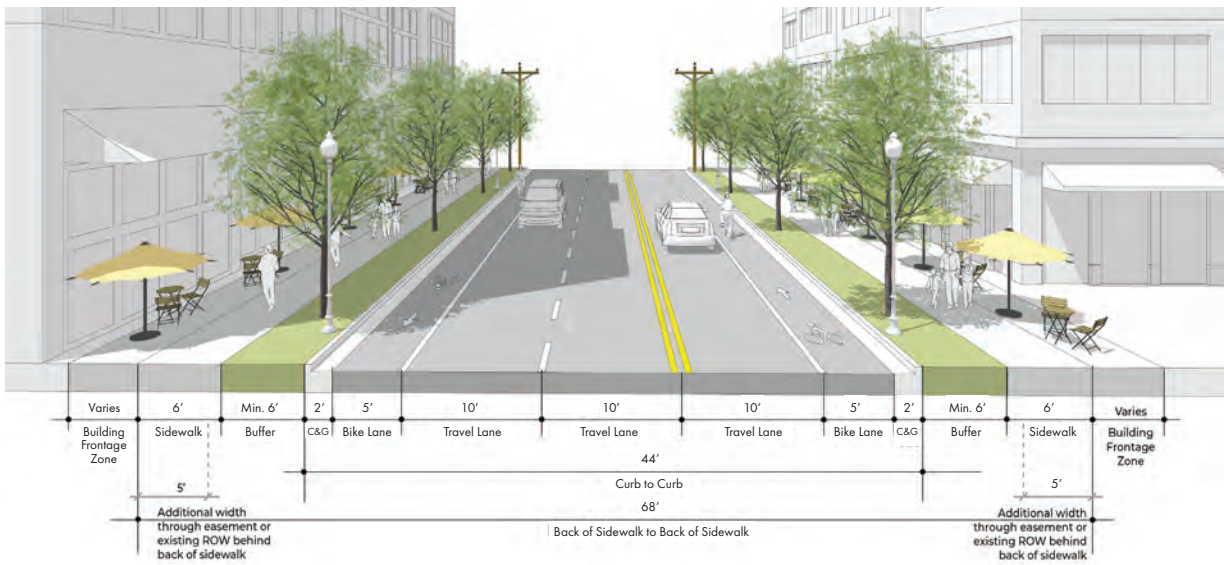 Varies 6’ Min. 6’ 2’ 5’ 10’ 10’ 10’ 5’ 2’ Min. 6’ 6’ Varies
Building Frontage Zone Sidewalk Buffer C&G Bike Lane Travel Lane Travel Lane Travel Lane Bike Lane C&G Buffer Sidewalk Building Frontage Zone
44’
Curb to Curb
5’ 5’
68’
Back of Sidewalk to Back of Sidewalk
Additional width
through easement or
existing ROW behind
back of sidewalk
Additional width
through easement or
existing ROW behind
back of sidewalk